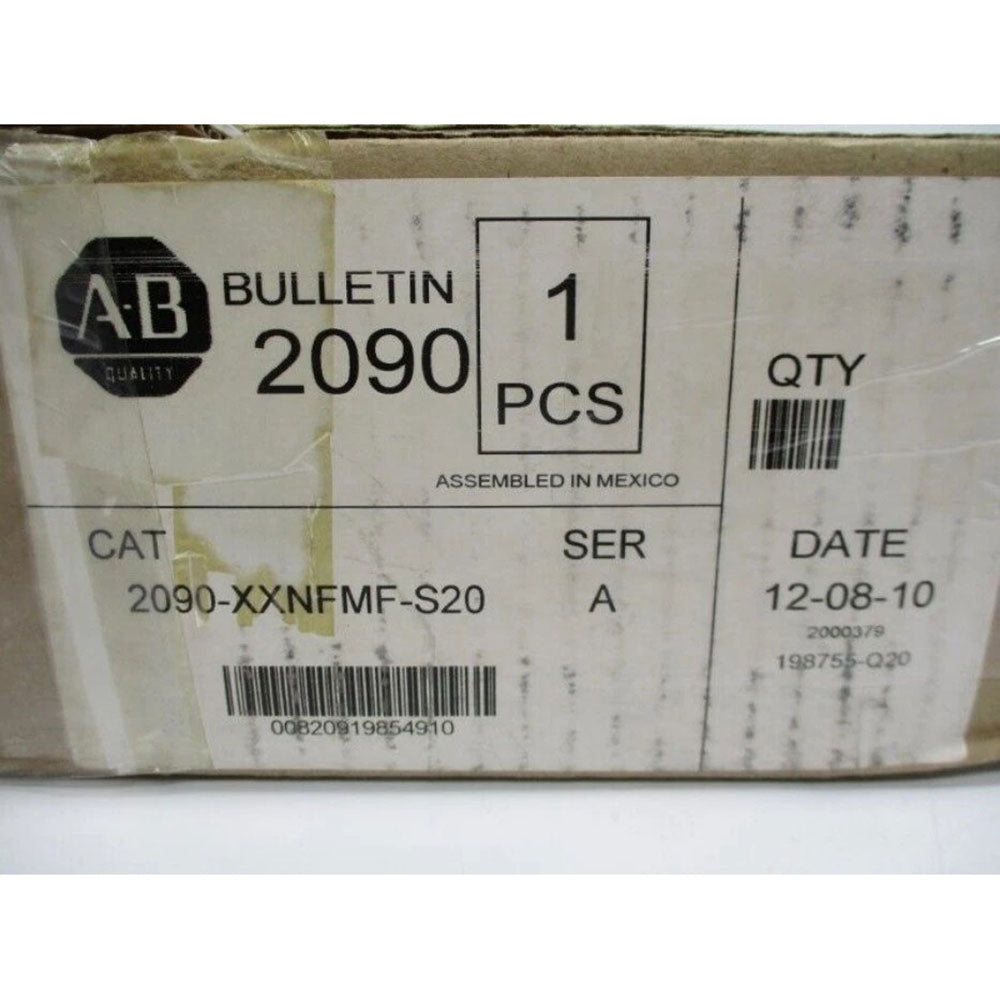 A-B
QUALITY
BULLETIN
2090
1
PCS
ASSEMBLED IN MEXICO
QTY
CAT
2090-XXNFMF-S20
SER
A
DATE
12-08-10
2000379
198755-Q20
00820919854910